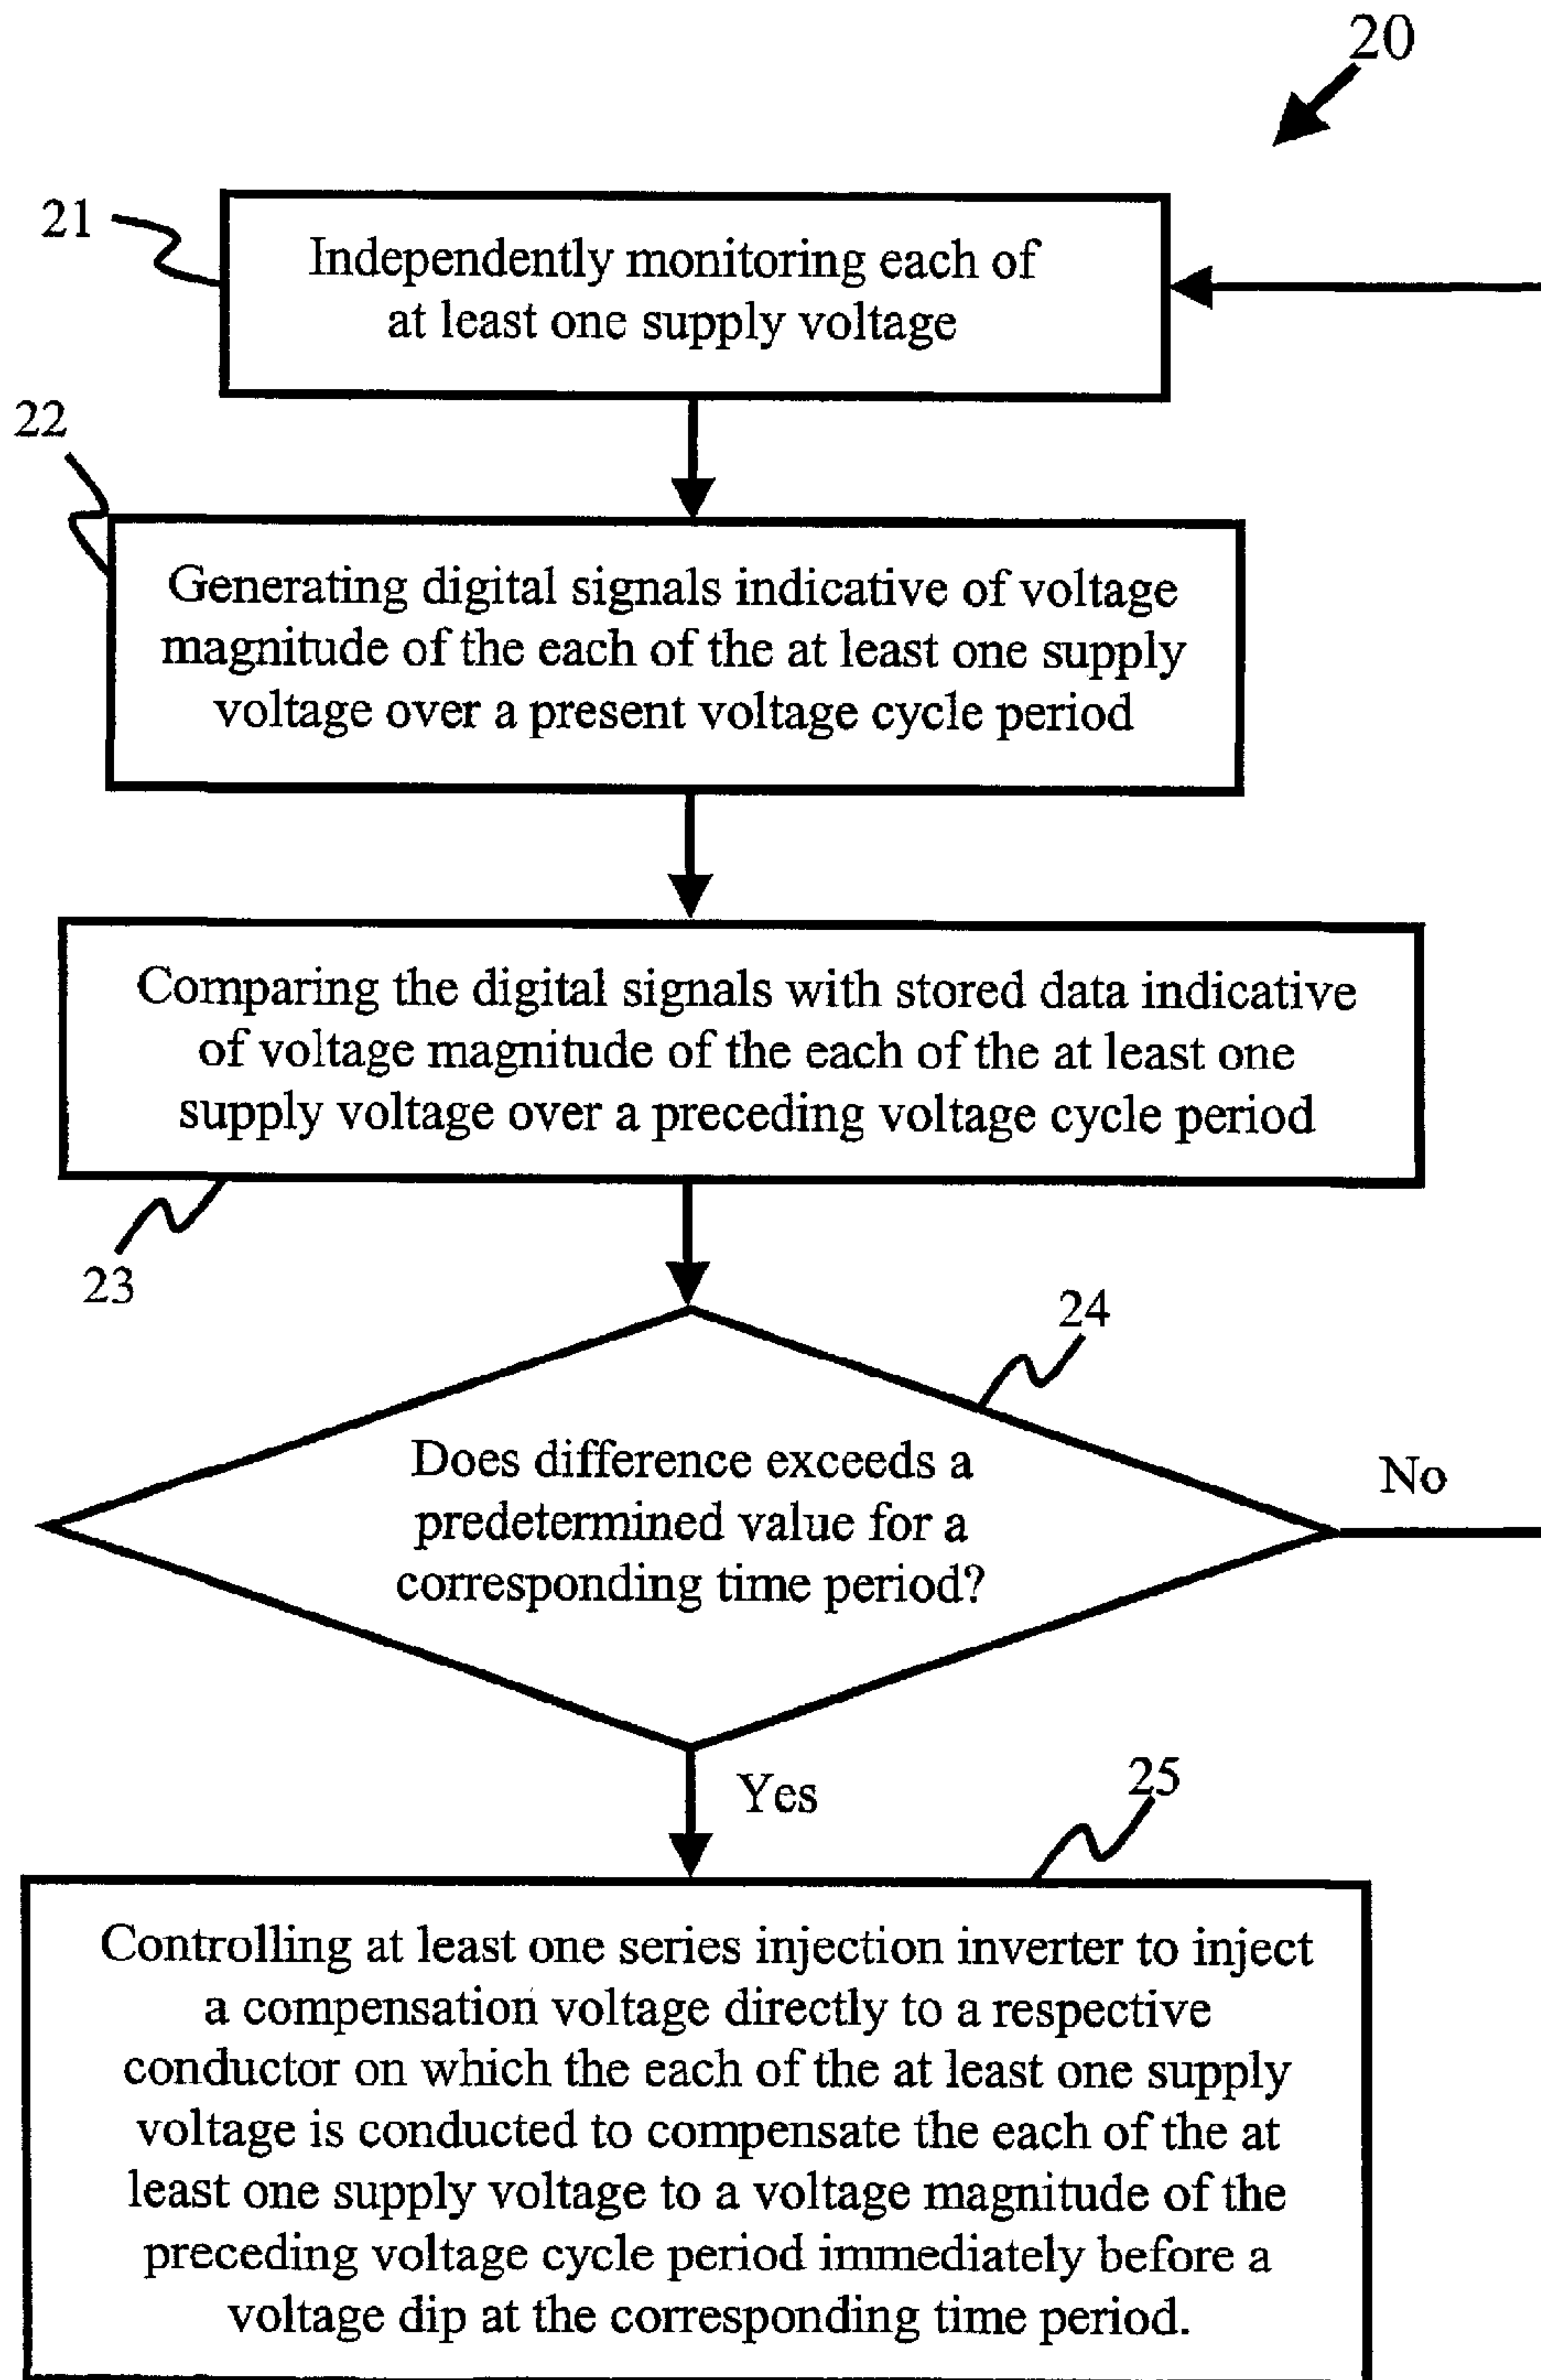 20
21
Independently monitoring each of
at least one supply voltage
22
Generating digital signals indicative of voltage
magnitude of the each of the at least one supply
voltage over a present voltage cycle period
Comparing the digital signals with stored data indicative
of voltage magnitude of the each of the at least one
supply voltage over a preceding voltage cycle period
23
24
Does difference exceeds a
predetermined value for a
corresponding time period?
No
Yes
25
Controlling at least one series injection inverter to inject
a compensation voltage directly to a respective
conductor on which the each of the at least one supply
voltage is conducted to compensate the each of the at
least one supply voltage to a voltage magnitude of the
preceding voltage cycle period immediately before a
voltage dip at the corresponding time period.